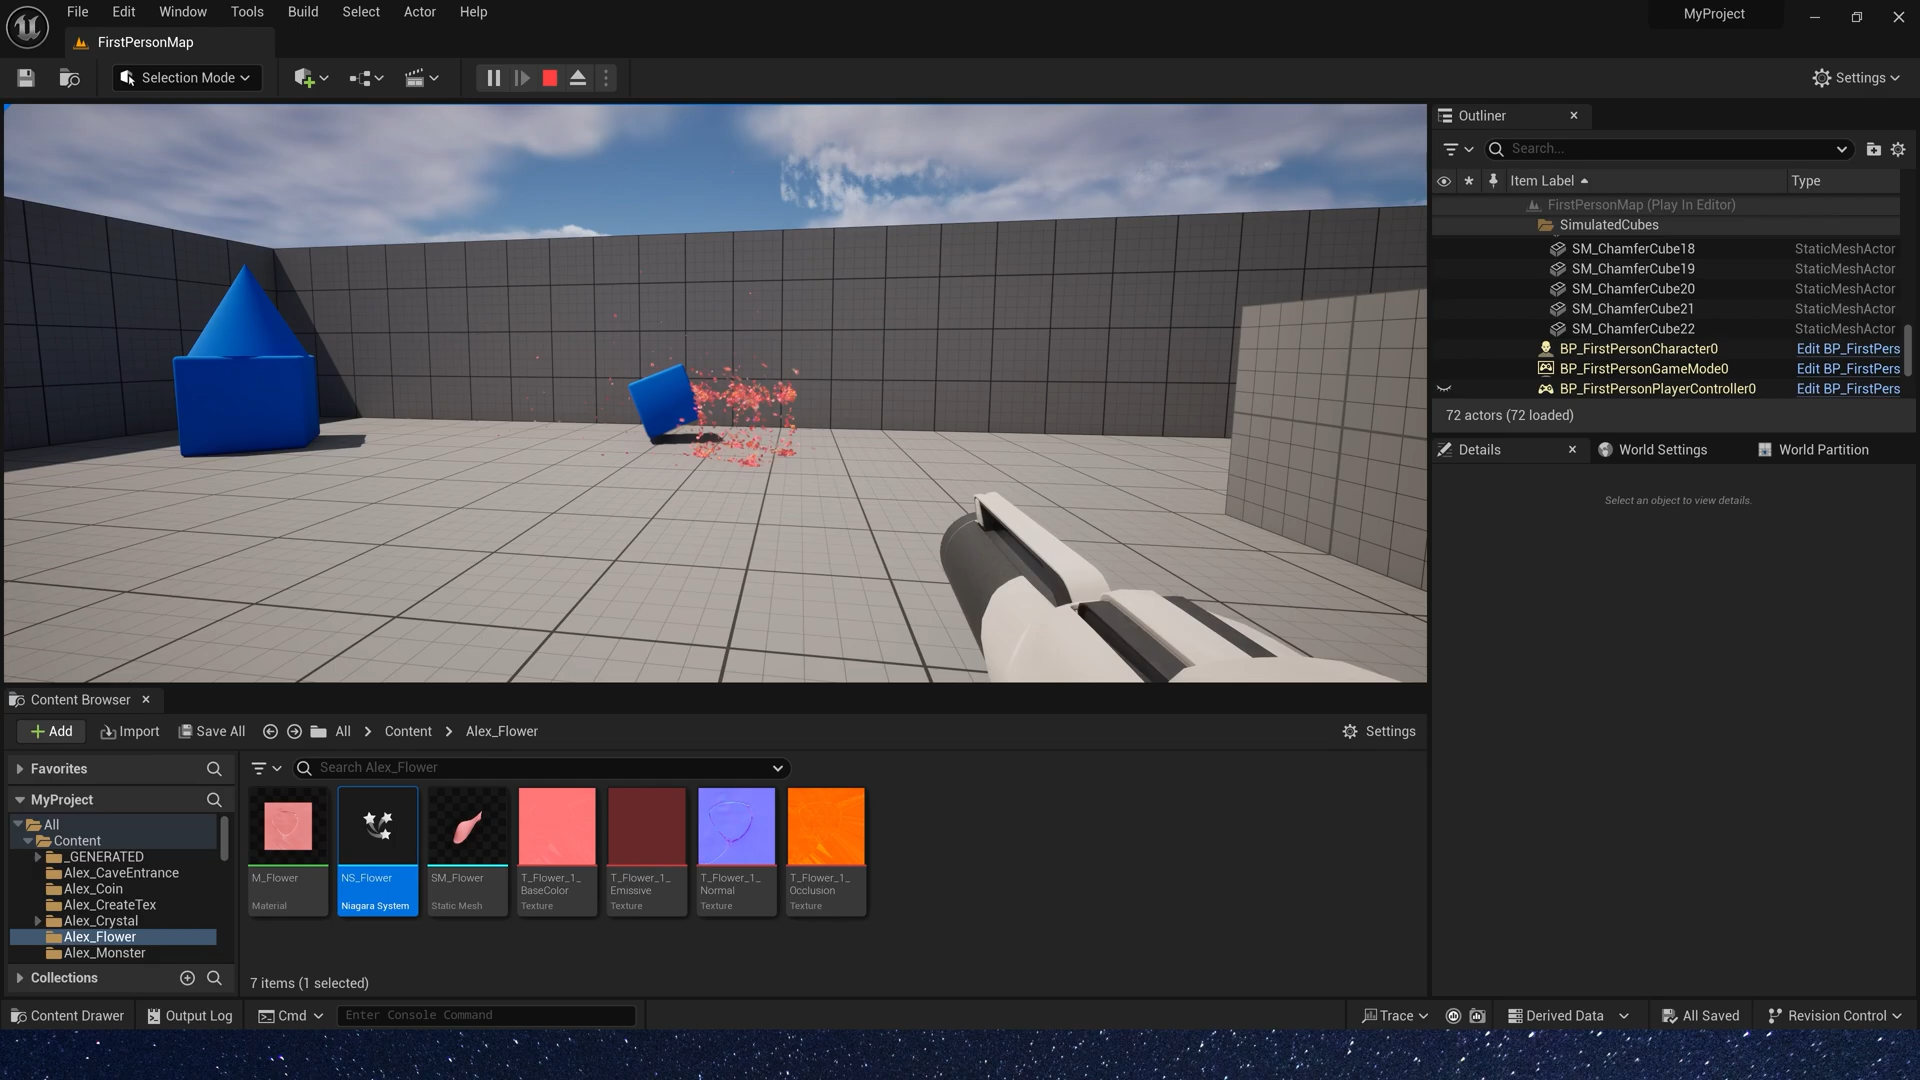 File Edit Window Tools Build Select Actor Help
MyProject
FirstPersonMap
Selection Mode
Settings
Outliner
Search...
Item Label Type
FirstPersonMap (Play In Editor)
SimulatedCubes
SM_ChamferCube18 StaticMeshActor
SM_ChamferCube19 StaticMeshActor
SM_ChamferCube20 StaticMeshActor
SM_ChamferCube21 StaticMeshActor
SM_ChamferCube22 StaticMeshActor
BP_FirstPersonCharacter0 Edit BP_FirstPers
BP_FirstPersonGameMode0 Edit BP_FirstPers
BP_FirstPersonPlayerController0 Edit BP_FirstPers
72 actors (72 loaded)
Details World Settings World Partition
Select an object to view details.
Content Browser
Add Import Save All All Content Alex_Flower Settings
Favorites
Search Alex_Flower
MyProject
All
Content
_GENERATED
Alex_CaveEntrance
Alex_Coin
Alex_CreateTex
Alex_Crystal
Alex_Flower
Alex_Monster
Collections
M_Flower
Material
NS_Flower
Niagara System
SM_Flower
Static Mesh
T_Flower_1_
BaseColor
Texture
T_Flower_1_
Emissive
Texture
T_Flower_1_
Normal
Texture
T_Flower_1_
Occlusion
Texture
7 items (1 selected)
Content Drawer Output Log Cmd Enter Console Command Trace Derived Data All Saved Revision Control